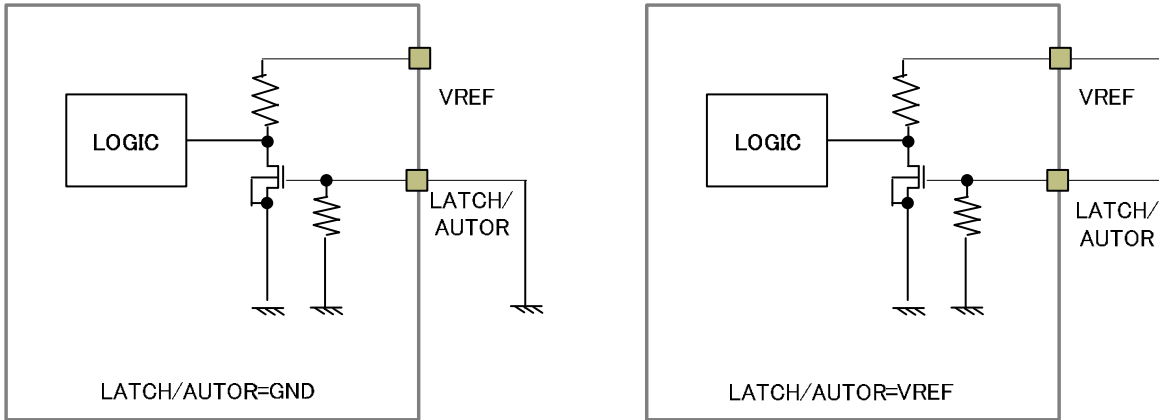 VREF
LOGIC
LATCH/
AUTOR
LATCH/AUTOR=GND
VREF
LOGIC
LATCH/
AUTOR
LATCH/AUTOR=VREF